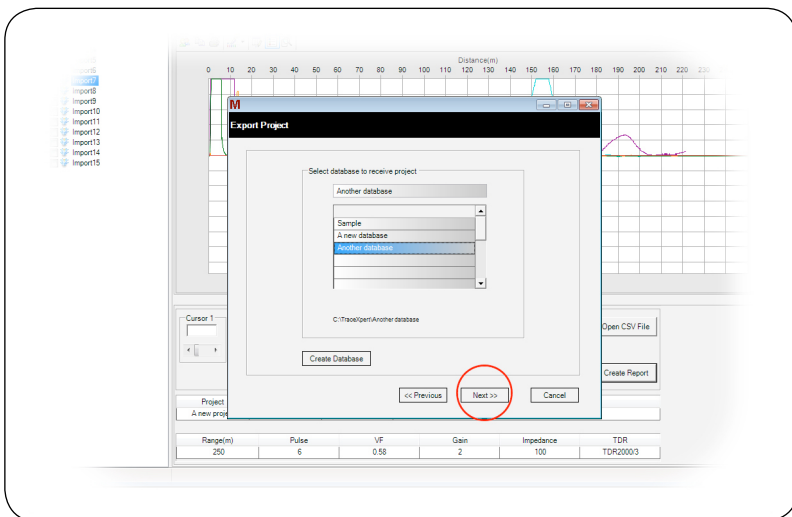 Distance(m)
0 10 20 30 40 50 60 70 80 90 100 110 120 130 140 150 160 170 180 190 200 210 220 230
Import6
Import7
Import8
Import9
Import10
Import11
Import12
Import13
Import14
Import15
M
Export Project
Select database to receive project
Another database
Sample
A new database
Another database
C:\TraceXpert\Another database
Create Database
<< Previous Next >> Cancel
Cursor 1
Open CSV File
Create Report
Project
A new proje
Range(m) Pulse VF Gain Impedance TDR
250 6 0.58 2 100 TDR2000/3